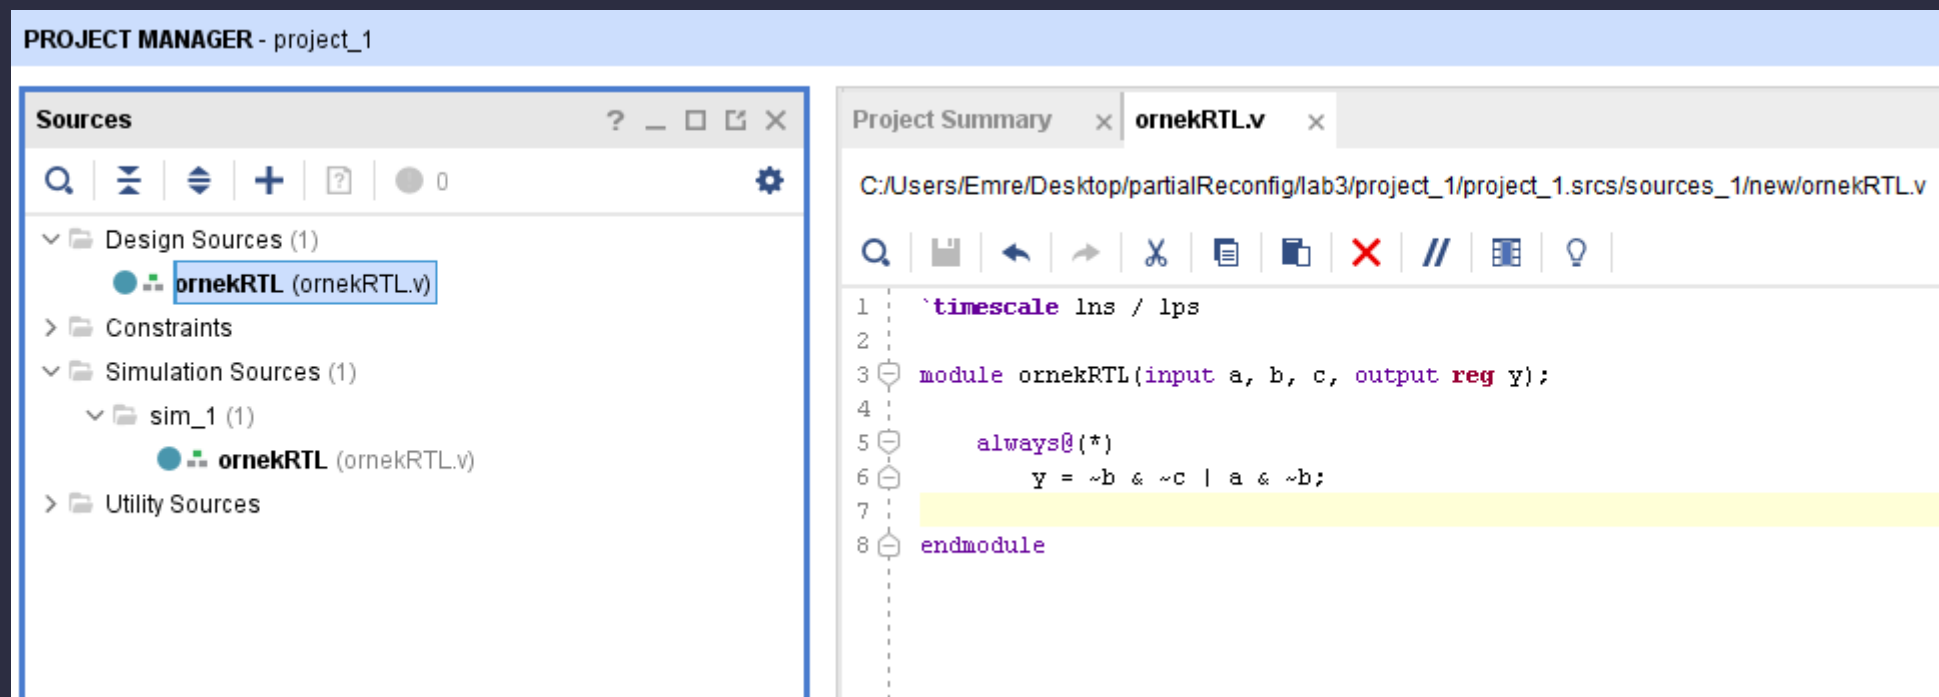 PROJECT MANAGER - project_1
Sources
? 
0
Design Sources (1)
ornekRTL (ornekRTL.v)
Constraints
Simulation Sources (1)
sim_1 (1)
ornekRTL (ornekRTL.v)
Utility Sources
Project Summary × ornekRTL.v ×
C:/Users/Emre/Desktop/partialReconfig/lab3/project_1/project_1.srcs/sources_1/new/ornekRTL.v
1 `timescale 1ns / 1ps
2
3 module ornekRTL(input a, b, c, output reg y);
4
5 always@(*)
6 y = ~b & ~c | a & ~b;
7
8 endmodule